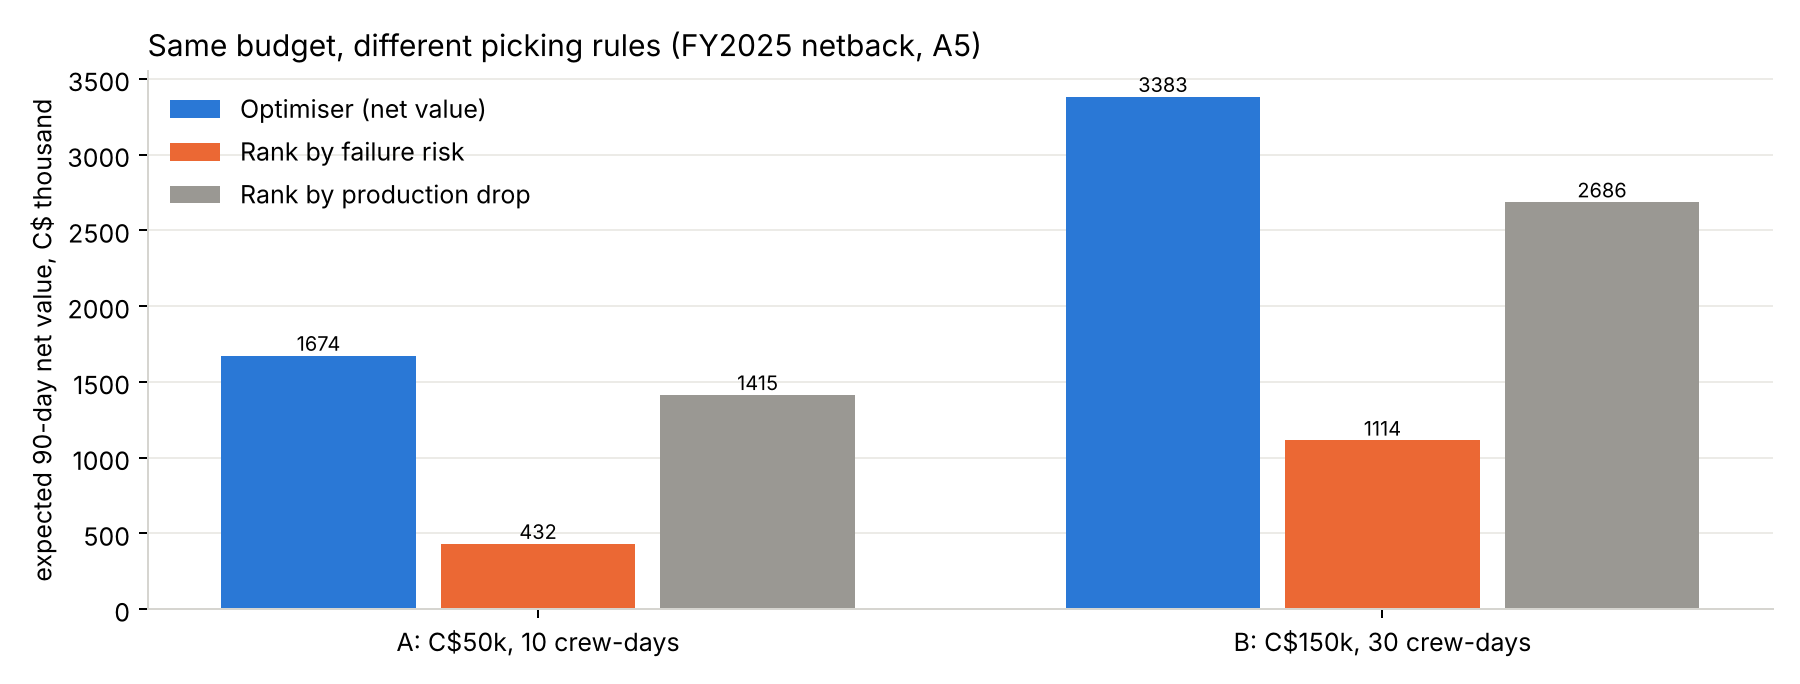 Same budget, different picking rules (FY2025 netback, A5)
expected 90-day net value, C$ thousand
3500
3000
2500
2000
1500
1000
500
0
Optimiser (net value)
Rank by failure risk
Rank by production drop
1674
432
1415
3383
1114
2686
A: C$50k, 10 crew-days
B: C$150k, 30 crew-days